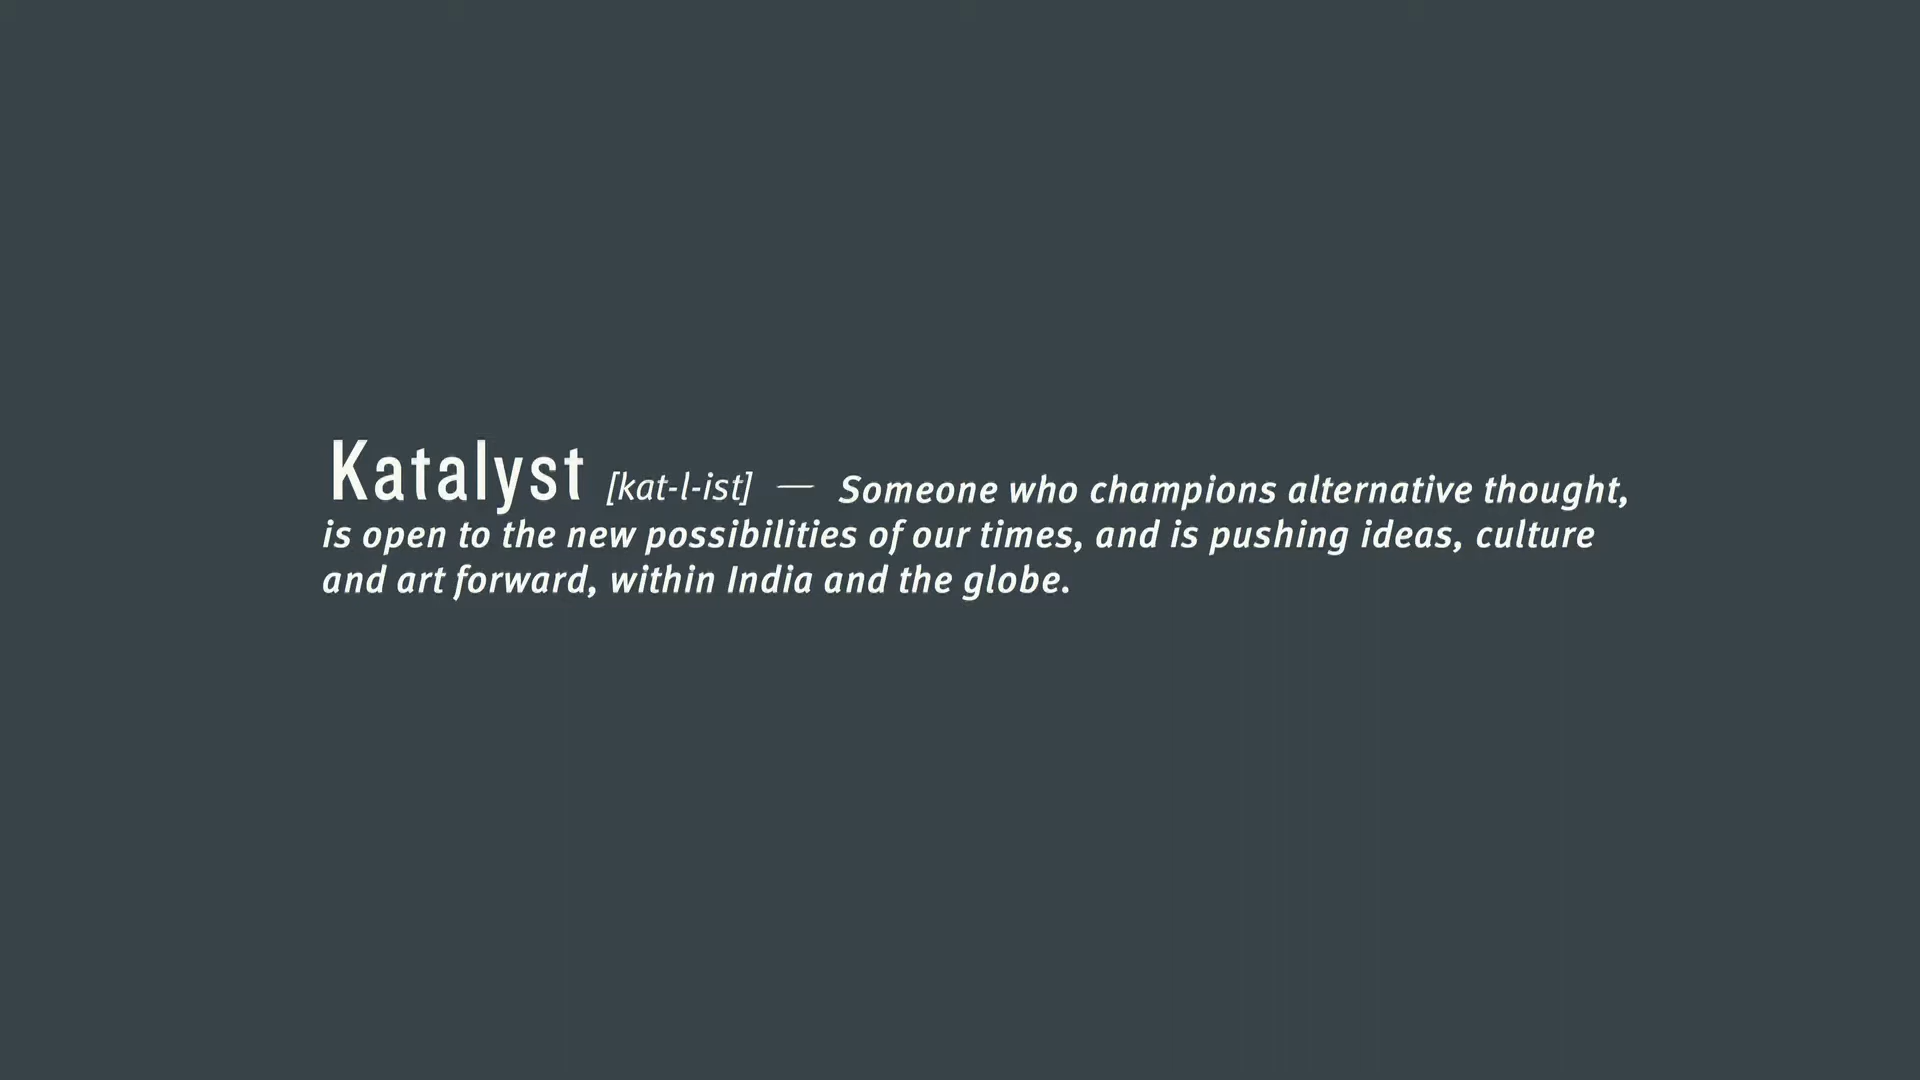 Katalyst [kat-l-ist] — Someone who champions alternative thought,
is open to the new possibilities of our times, and is pushing ideas, culture
and art forward, within India and the globe.